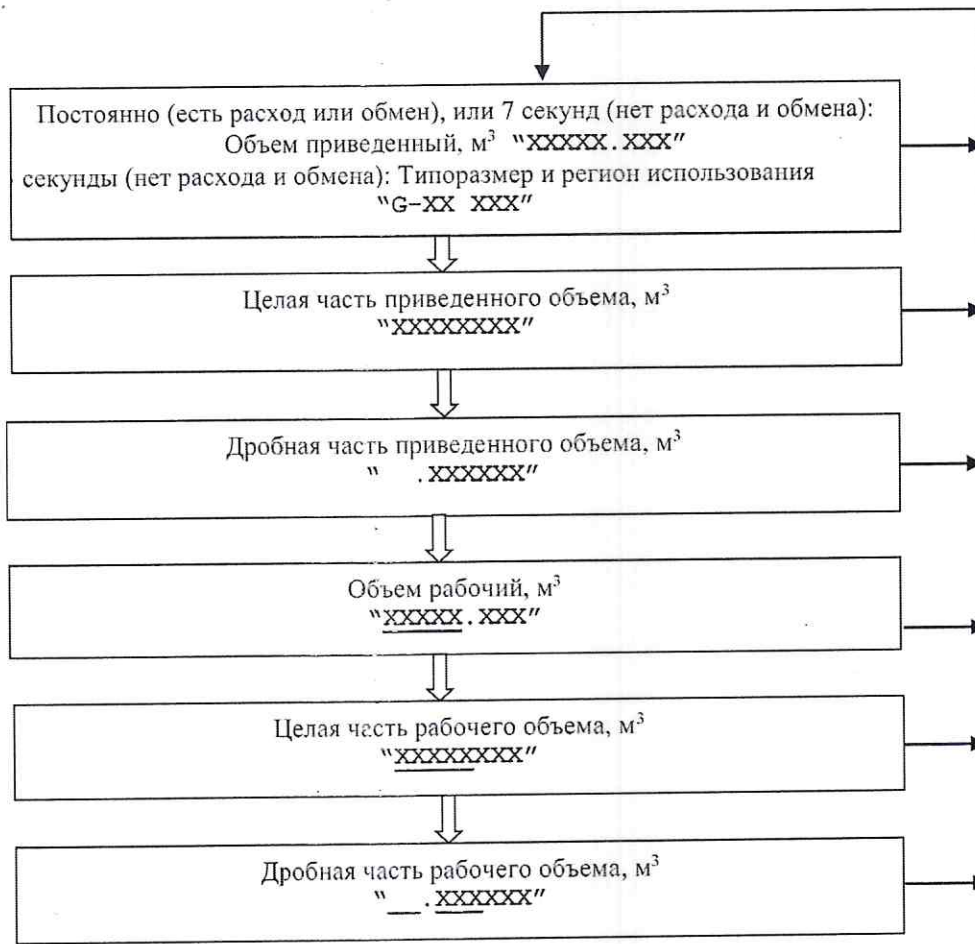 Постоянно (есть расход или обмен), или 7 секунд (нет расхода и обмена):
Объем приведенный, м³ “XXXXX.XXX”
секунды (нет расхода и обмена): Типоразмер и регион использования
“G-XX XXX”
Целая часть приведенного объема, м³
“XXXXXXXX”
Дробная часть приведенного объема, м³
“  .XXXXXX”
Объем рабочий, м³
“XXXXX.XXX”
Целая часть рабочего объема, м³
“XXXXXXXX”
Дробная часть рабочего объема, м³
“__.XXXXXX”